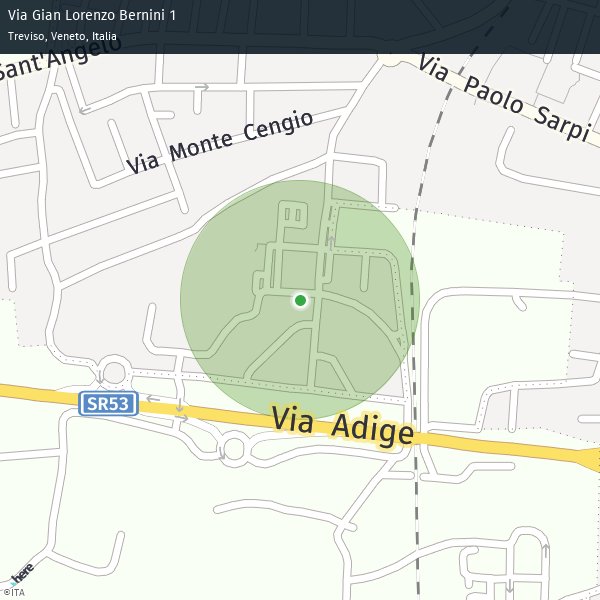 Via Gian Lorenzo Bernini 1
Treviso, Veneto, Italia
Sant'Angelo
Via Paolo Sarpi
Via Monte Cengio
SR53
Via Adige
here
©ITA